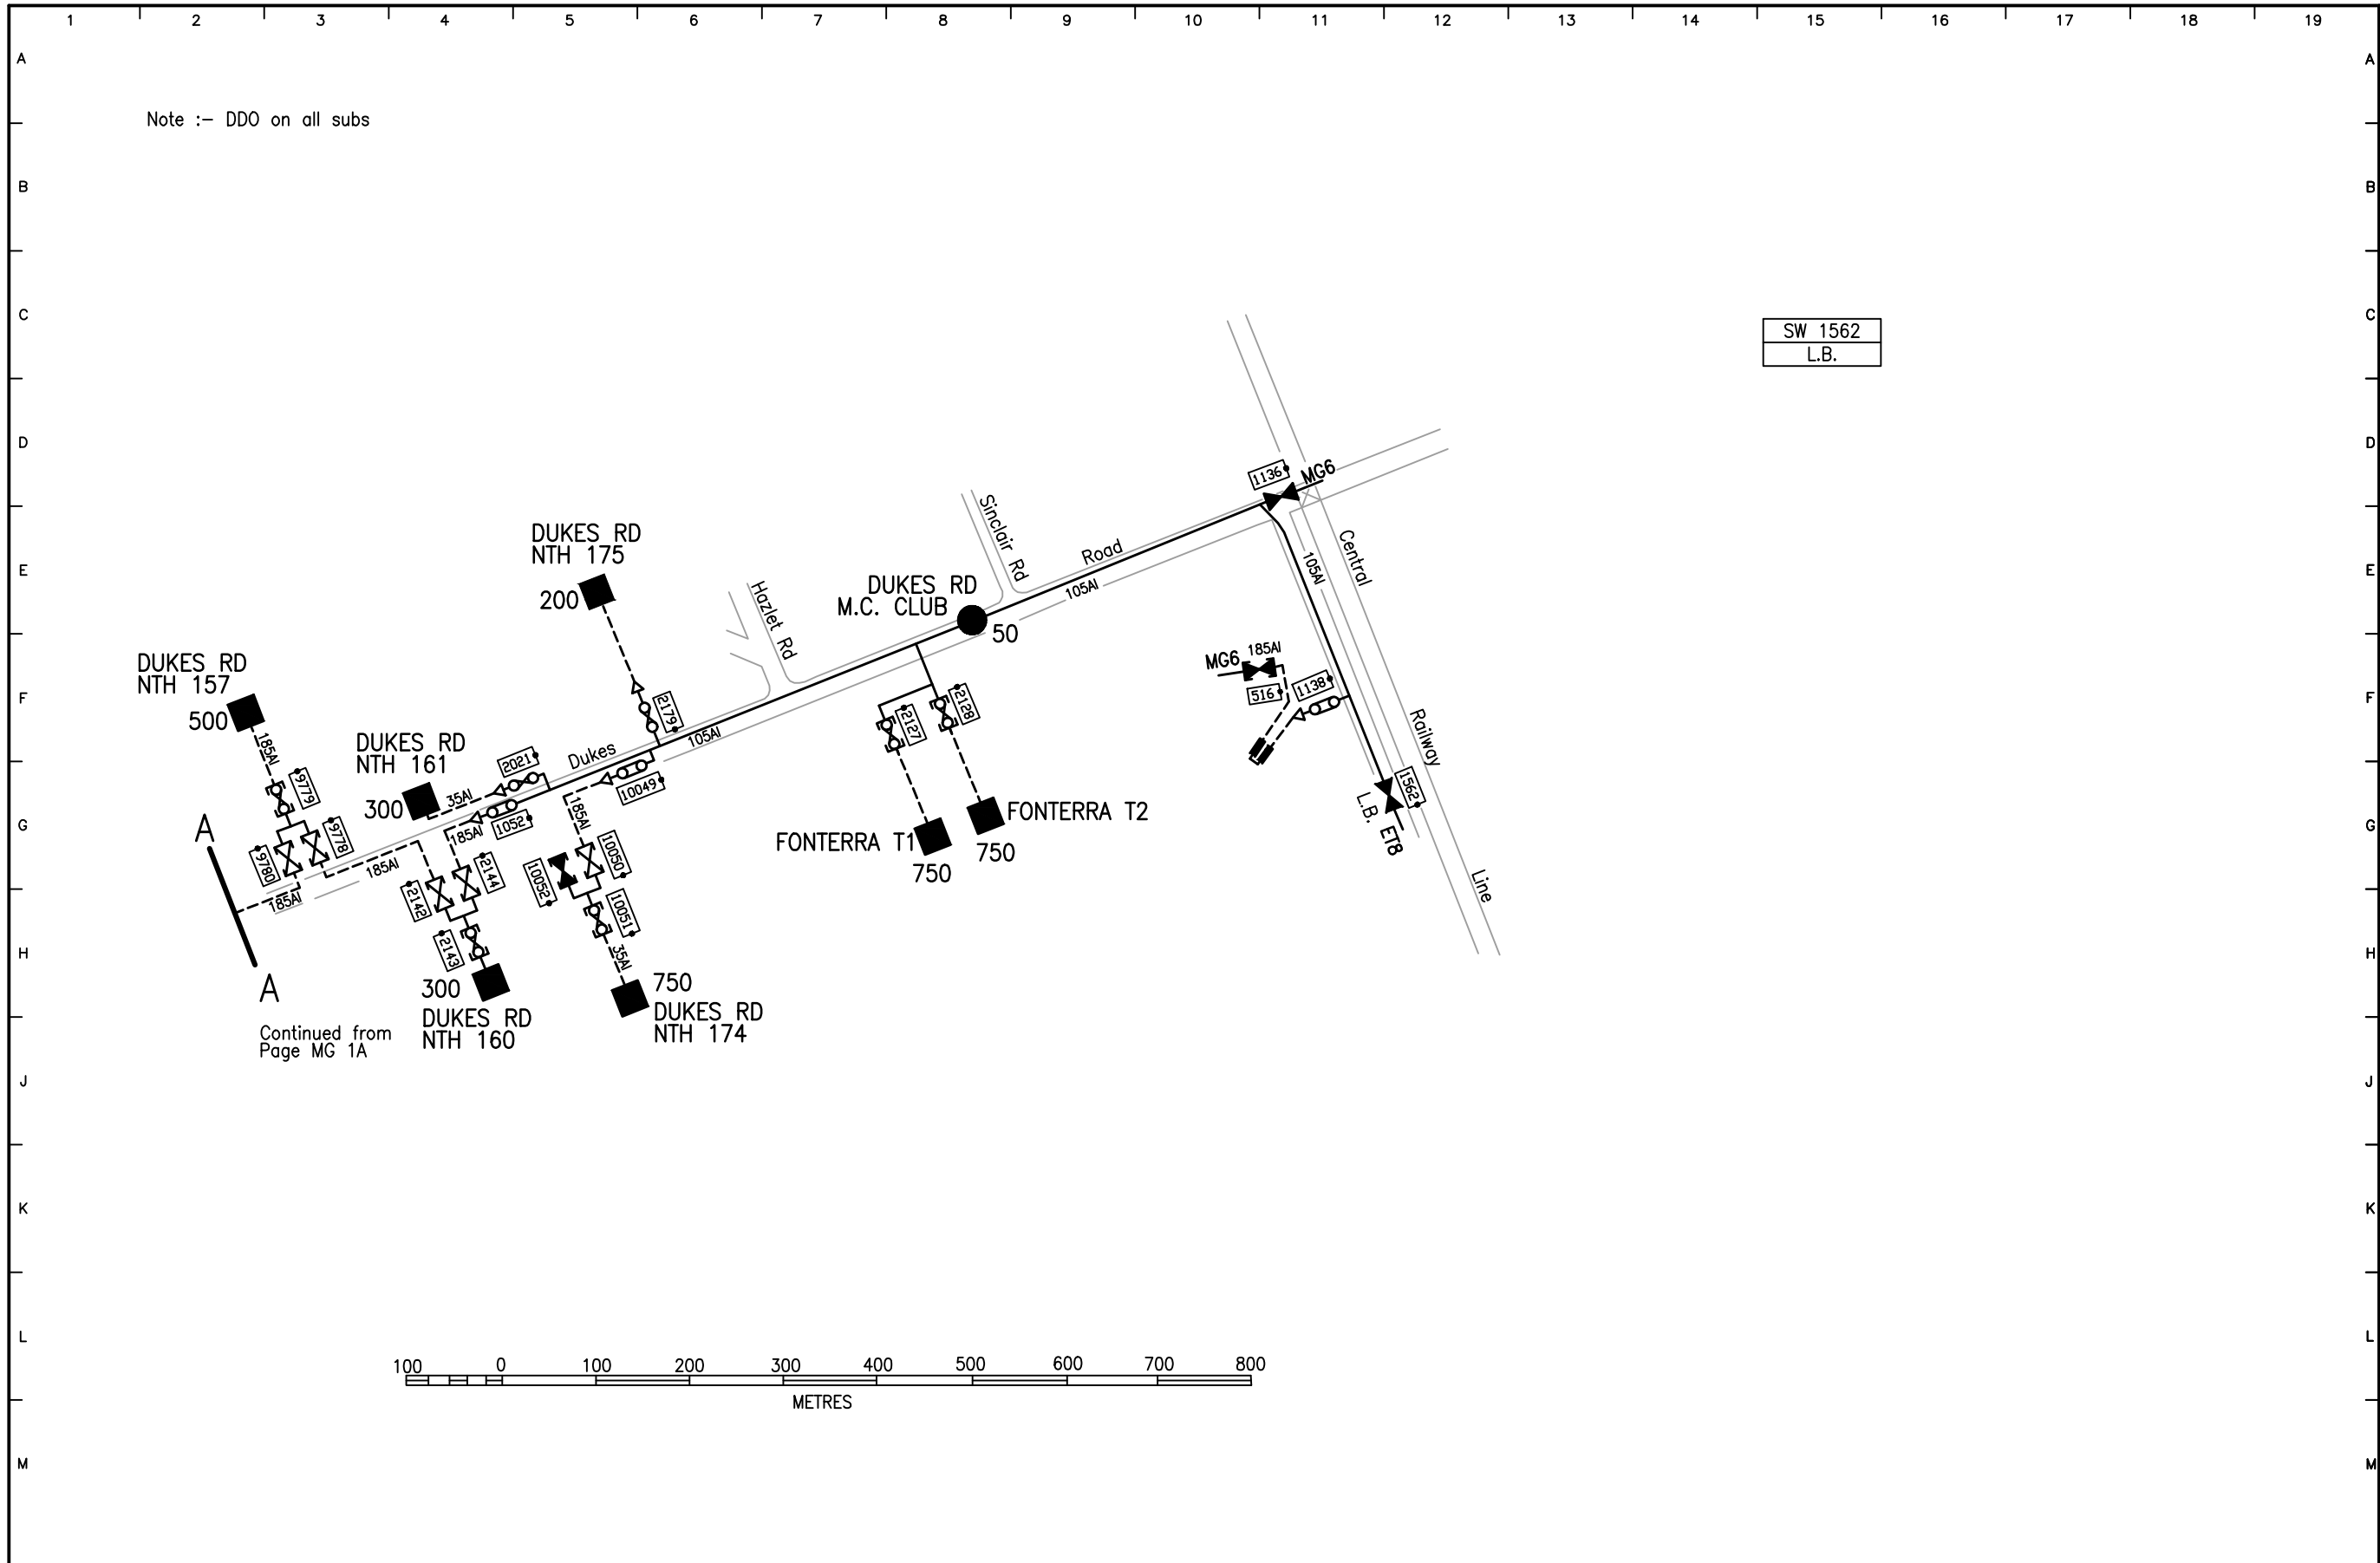 1 2 3 4 5 6 7 8 9 10 11 12 13 14 15 16 17 18 19
A A
Note :- DDO on all subs
B B
C C
SW 1562
L.B.
D D
1136
MG6
Sinclair Rd
DUKES RD
NTH 175
200
Road
105Al
105Al
Central
E E
Hazlet Rd
DUKES RD
M.C. CLUB
50
DUKES RD
NTH 157
500
185Al
MG6
185Al
516
1138
F F
2179
2127
2128
105Al
Railway
DUKES RD
NTH 161
300
35Al
2021
Dukes
10049
1052
9779
9778
9780
185Al
185Al
185Al
185Al
1562
L.B.
ET8
G G
A
FONTERRA T1
750
FONTERRA T2
750
2142
2144
2143
10050
10052
10051
35Al
Line
H H
A
300
DUKES RD
NTH 160
750
DUKES RD
NTH 174
Continued from
Page MG 1A
J J
K K
L L
100 0 100 200 300 400 500 600 700 800
METRES
M M